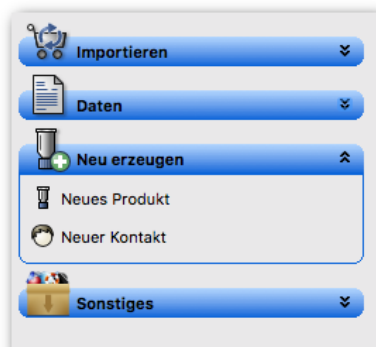 Importieren
Daten
Neu erzeugen
Neues Produkt
Neuer Kontakt
Sonstiges